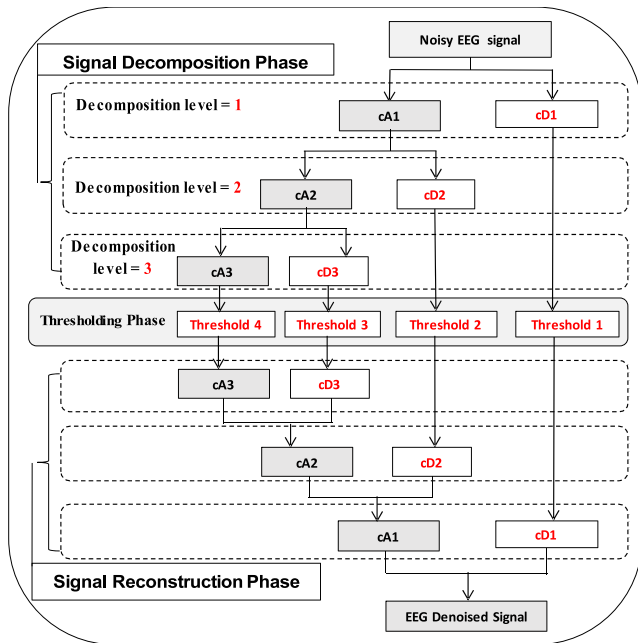 Noisy EEG signal
Signal Decomposition Phase
Decomposition level = 1
cA1
cD1
Decomposition level= 2
cA2
cD2
Decomposition
level= 3
cA3
cD3
Thresholding Phase
Threshold 4
Threshold 3
Threshold 2
Threshold 1
cA3
cD3
cA2
cD2
cA1
cD1
Signal Reconstruction Phase
EEG Denoised Signal